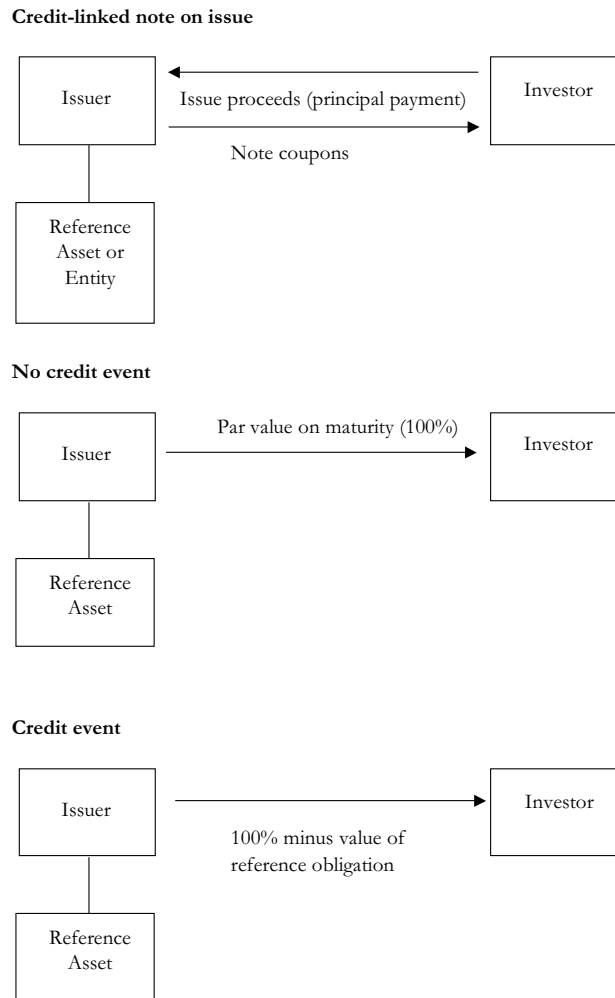 Credit-linked note on issue
Issuer
Issue proceeds (principal payment)
Investor
Note coupons
Reference
Asset or
Entity
No credit event
Issuer
Par value on maturity (100%)
Investor
Reference
Asset
Credit event
Issuer
100% minus value of
reference obligation
Investor
Reference
Asset